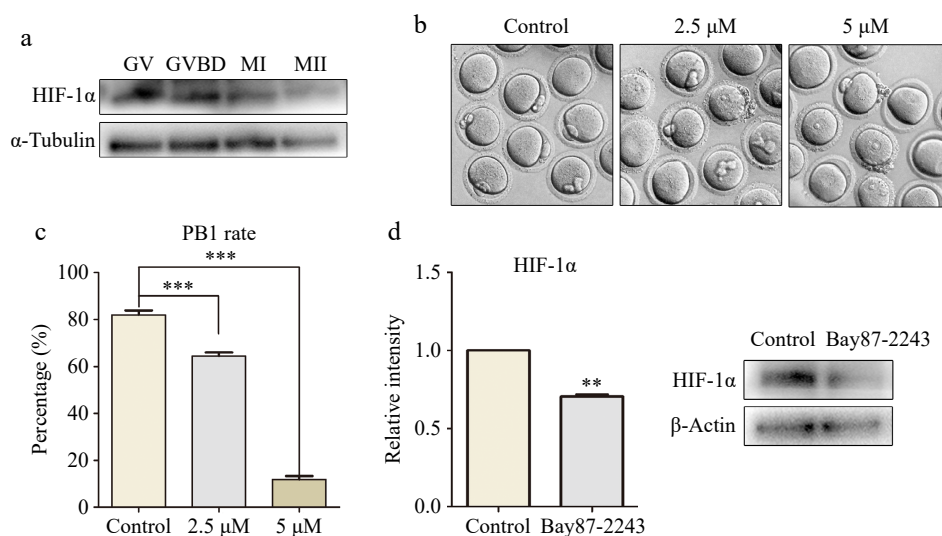 a
GV GVBD MI MII
HIF-1α
α-Tubulin
b
Control 2.5 μM 5 μM
c
PB1 rate
***
***
100
80
60
40
20
0
Percentage (%)
Control 2.5 μM 5 μM
d
HIF-1α
1.5
1.0
0.5
0.0
Relative intensity
**
Control Bay87-2243
Control Bay87-2243
HIF-1α
β-Actin